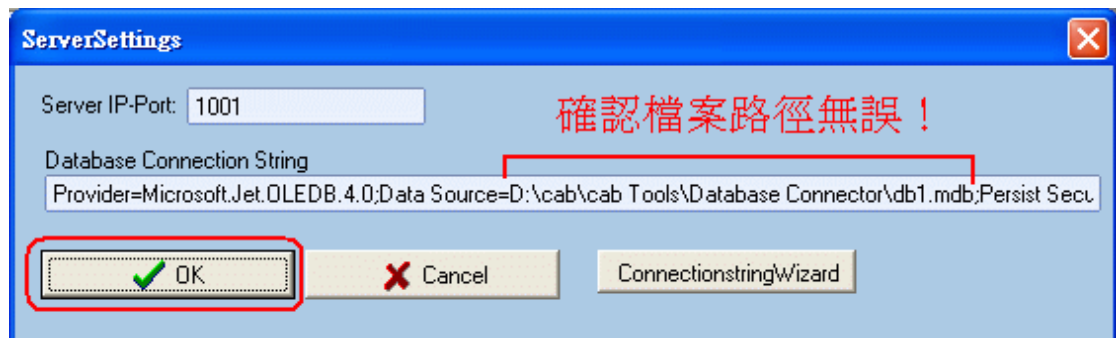 ServerSettings
Server IP-Port: 1001
確認檔案路徑無誤！
Database Connection String
Provider=Microsoft.Jet.OLEDB.4.0;Data Source=D:\cab\cab Tools\Database Connector\db1.mdb;Persist Secu
OK Cancel ConnectionstringWizard